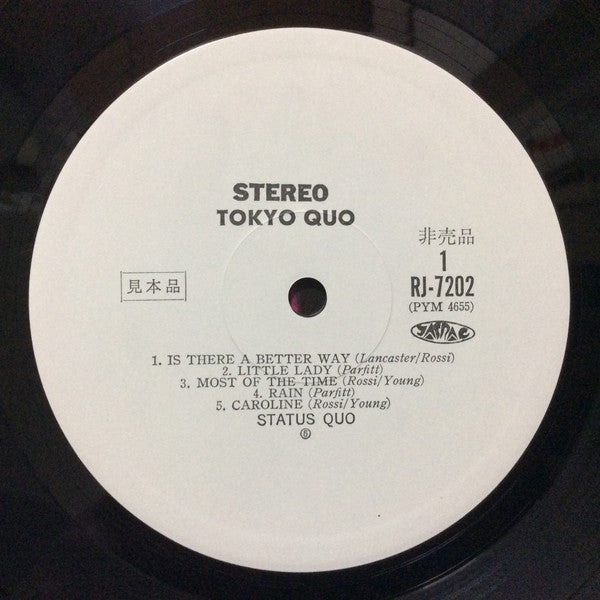 STEREO
TOKYO QUO
非売品
1
見本品
RJ-7202
(PYM 4655)
JASRAC
1. IS THERE A BETTER WAY (Lancaster/Rossi)
2. LITTLE LADY (Parfitt)
3. MOST OF THE TIME (Rossi/Young)
4. RAIN (Parfitt)
5. CAROLINE (Rossi/Young)
STATUS QUO